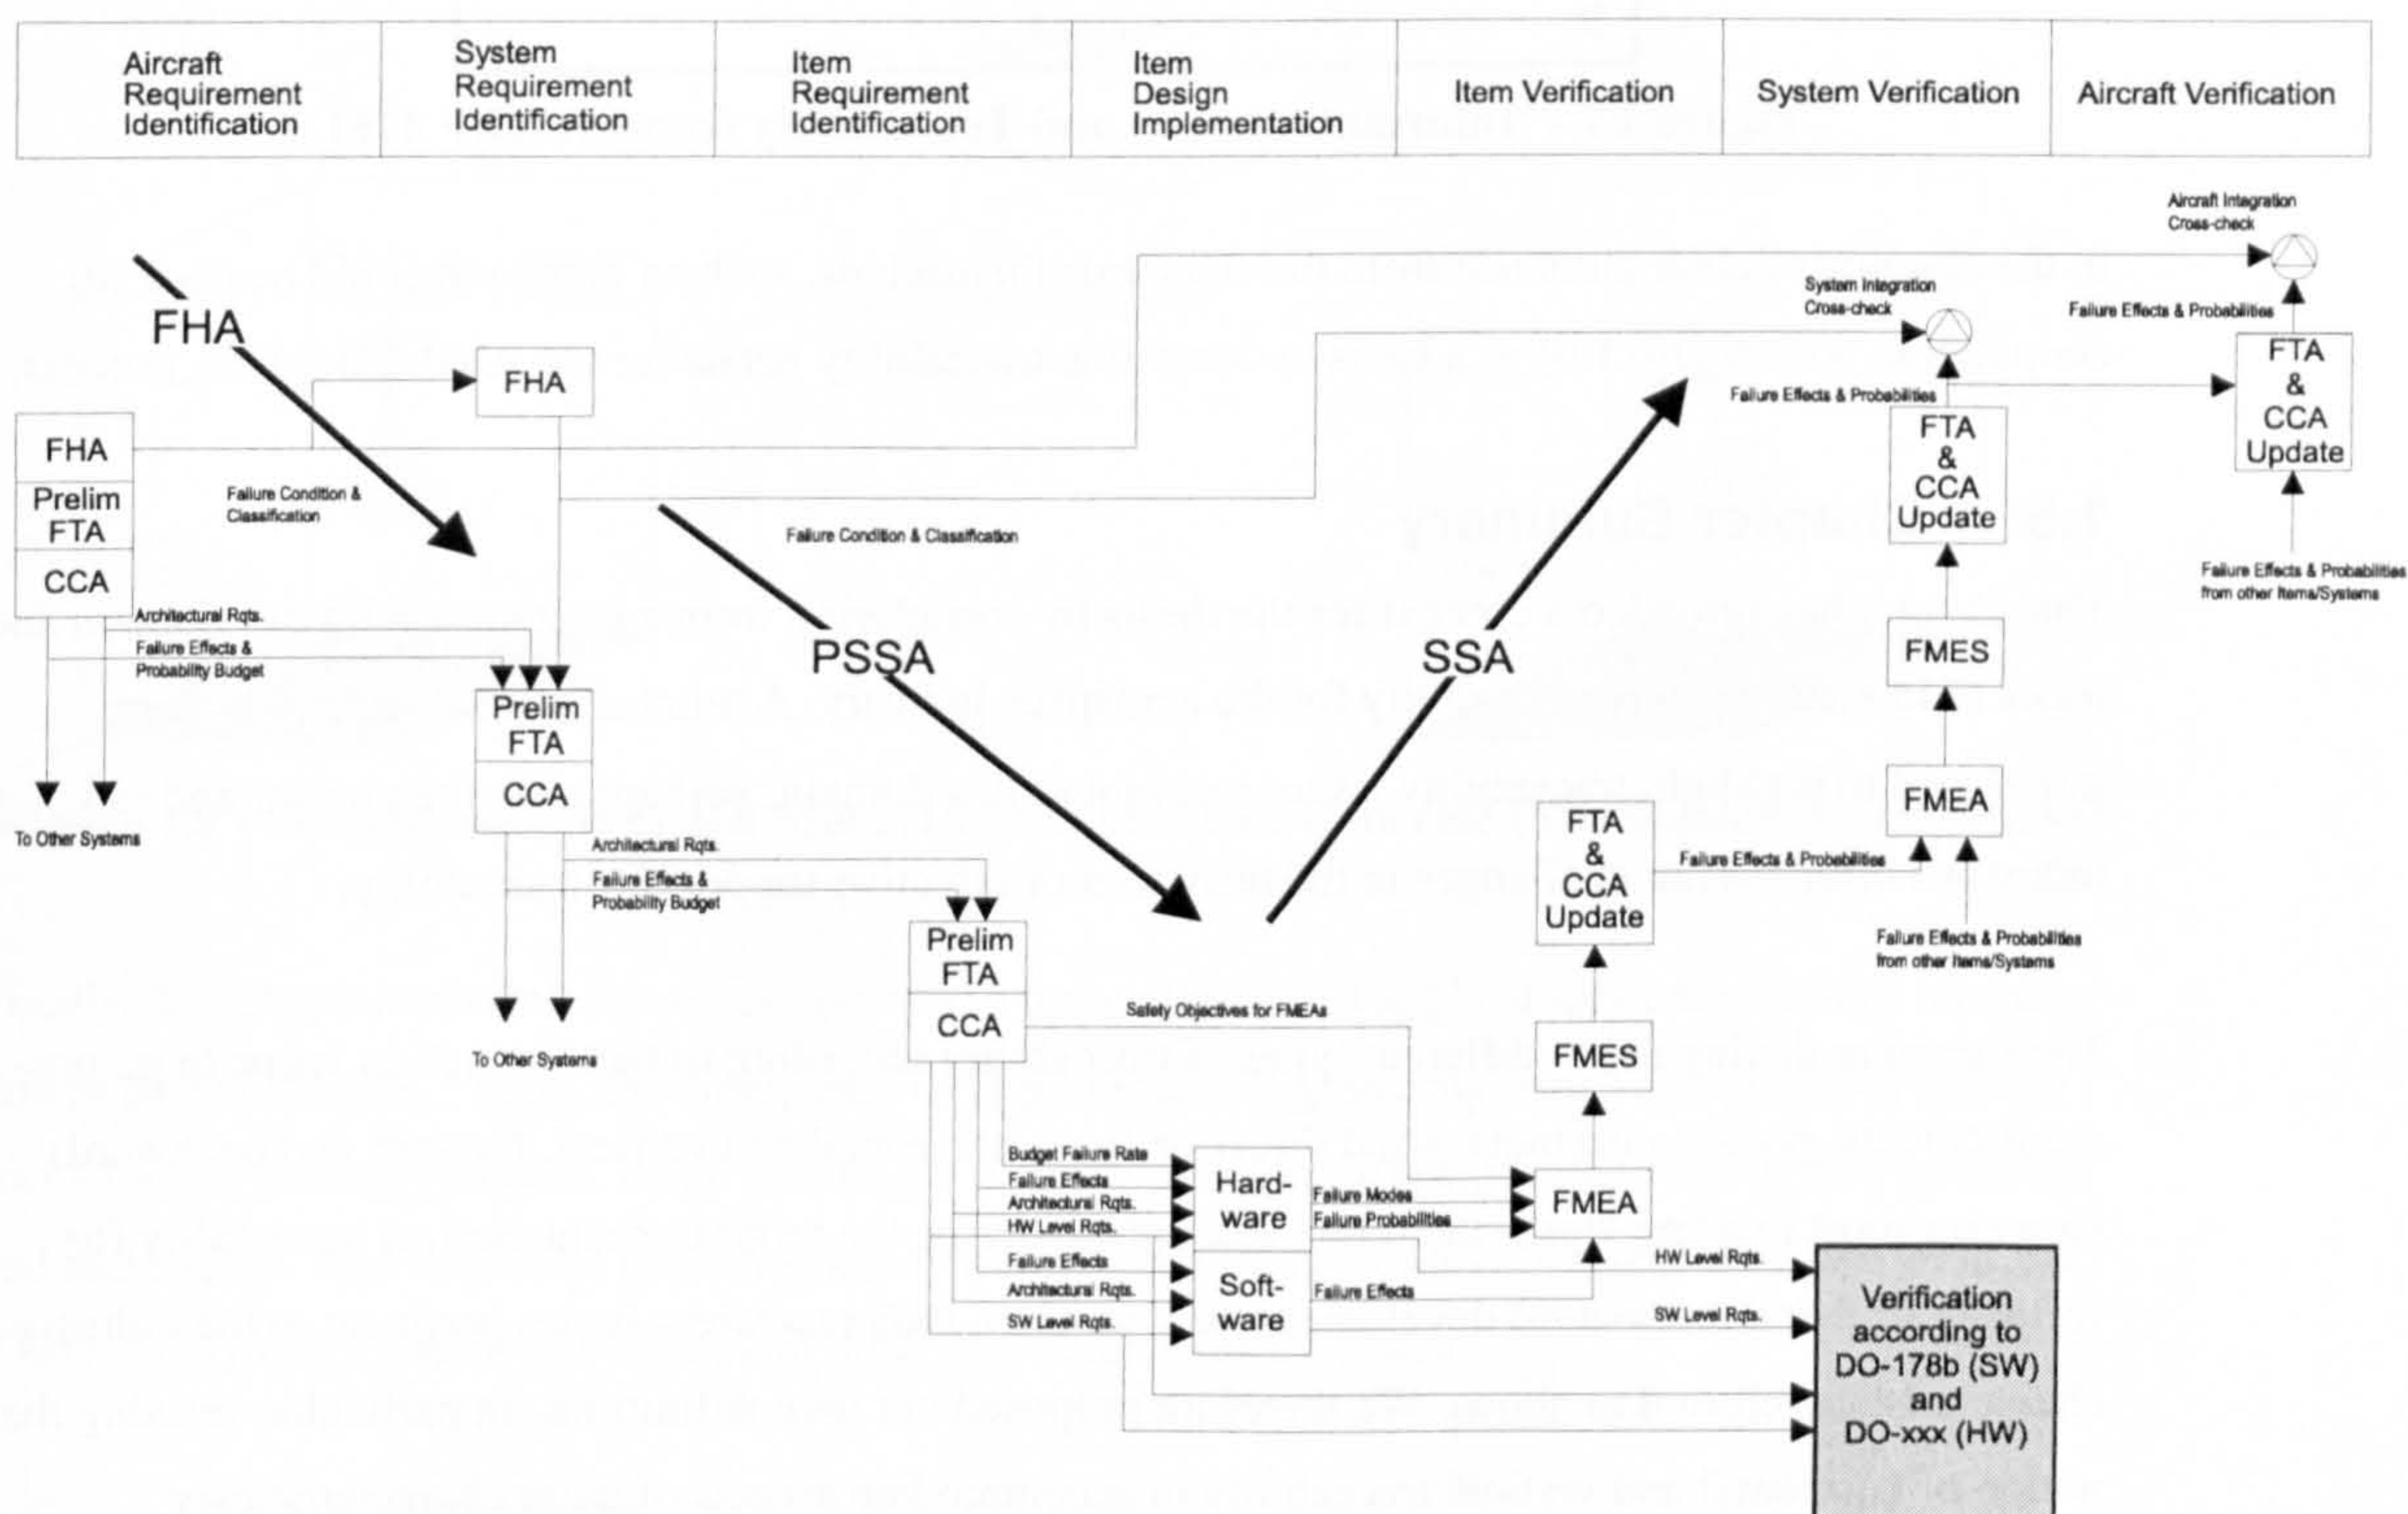 Aircraft
Requirement
Identification
System
Requirement
Identification
Item
Requirement
Identification
Item
Design
Implementation
Item Verification
System Verification
Aircraft Verification
Aircraft Integration
Cross-check
System Integration
Cross-check
Failure Effects & Probabilities
FHA
FHA
FTA
&
CCA
Update
Failure Effects & Probabilities
FTA
&
CCA
Update
FHA
Prelim
FTA
CCA
Failure Condition &
Classification
Failure Condition & Classification
Failure Effects & Probabilities
from other Items/Systems
Architectural Rqts.
Failure Effects &
Probability Budget
PSSA
SSA
FMES
Prelim
FTA
CCA
FMEA
To Other Systems
Architectural Rqts.
Failure Effects &
Probability Budget
FTA
&
CCA
Update
Failure Effects & Probabilities
Failure Effects & Probabilities
from other Items/Systems
Prelim
FTA
CCA
To Other Systems
Safety Objectives for FMEAs
FMES
Budget Failure Rate
Failure Effects
Architectural Rqts.
HW Level Rqts.
Failure Effects
Architectural Rqts.
SW Level Rqts.
Hard-
ware
Soft-
ware
Failure Modes
Failure Probabilities
Failure Effects
FMEA
HW Level Rqts.
SW Level Rqts.
Verification
according to
DO-178b (SW)
and
DO-xxx (HW)